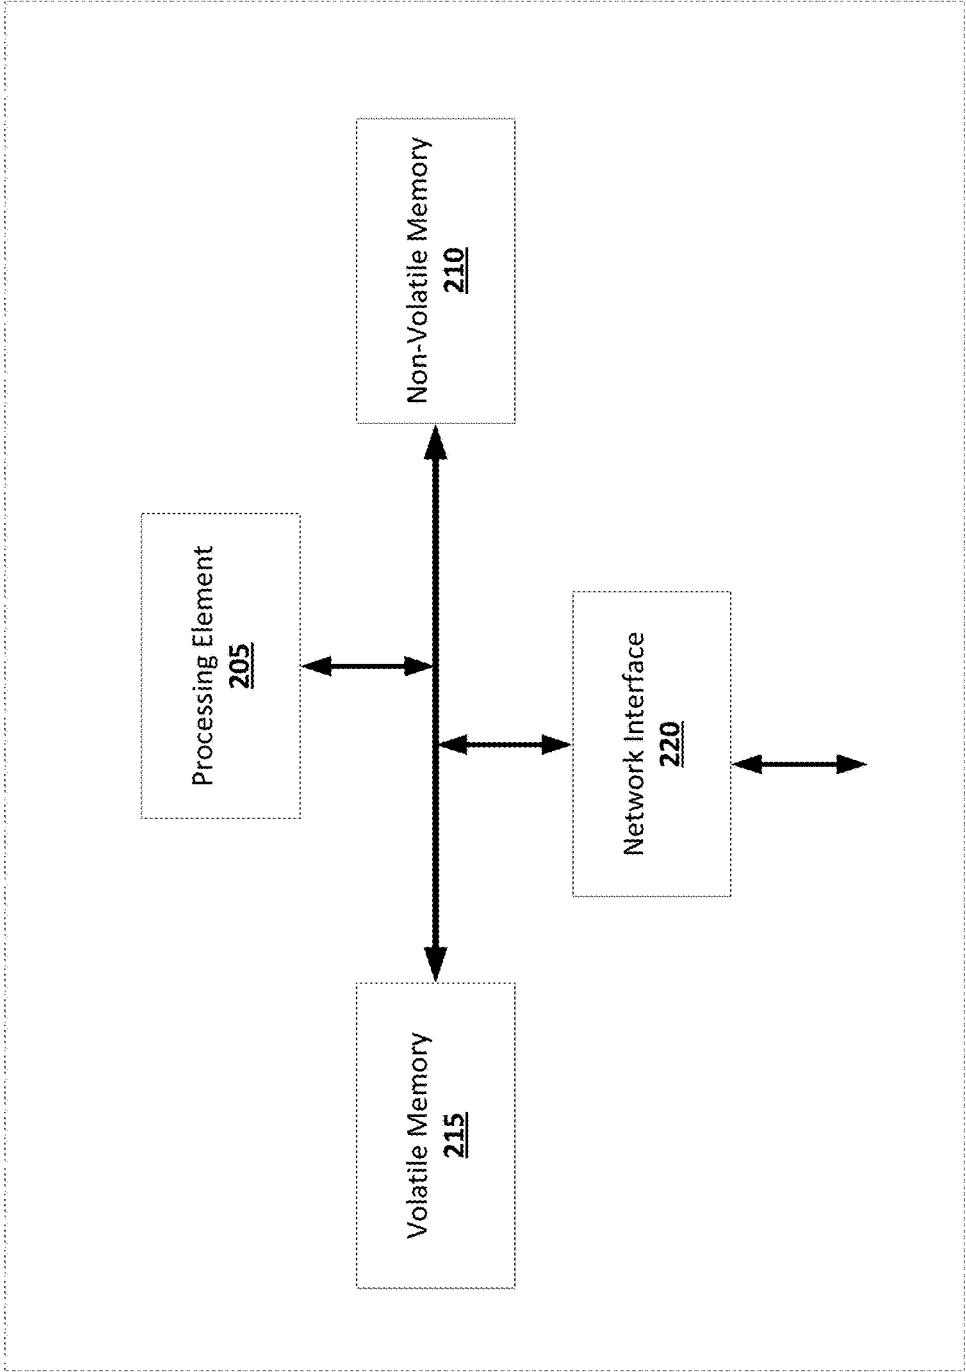 Processing Element
205
Volatile Memory
215
Non-Volatile Memory
210
Network Interface
220